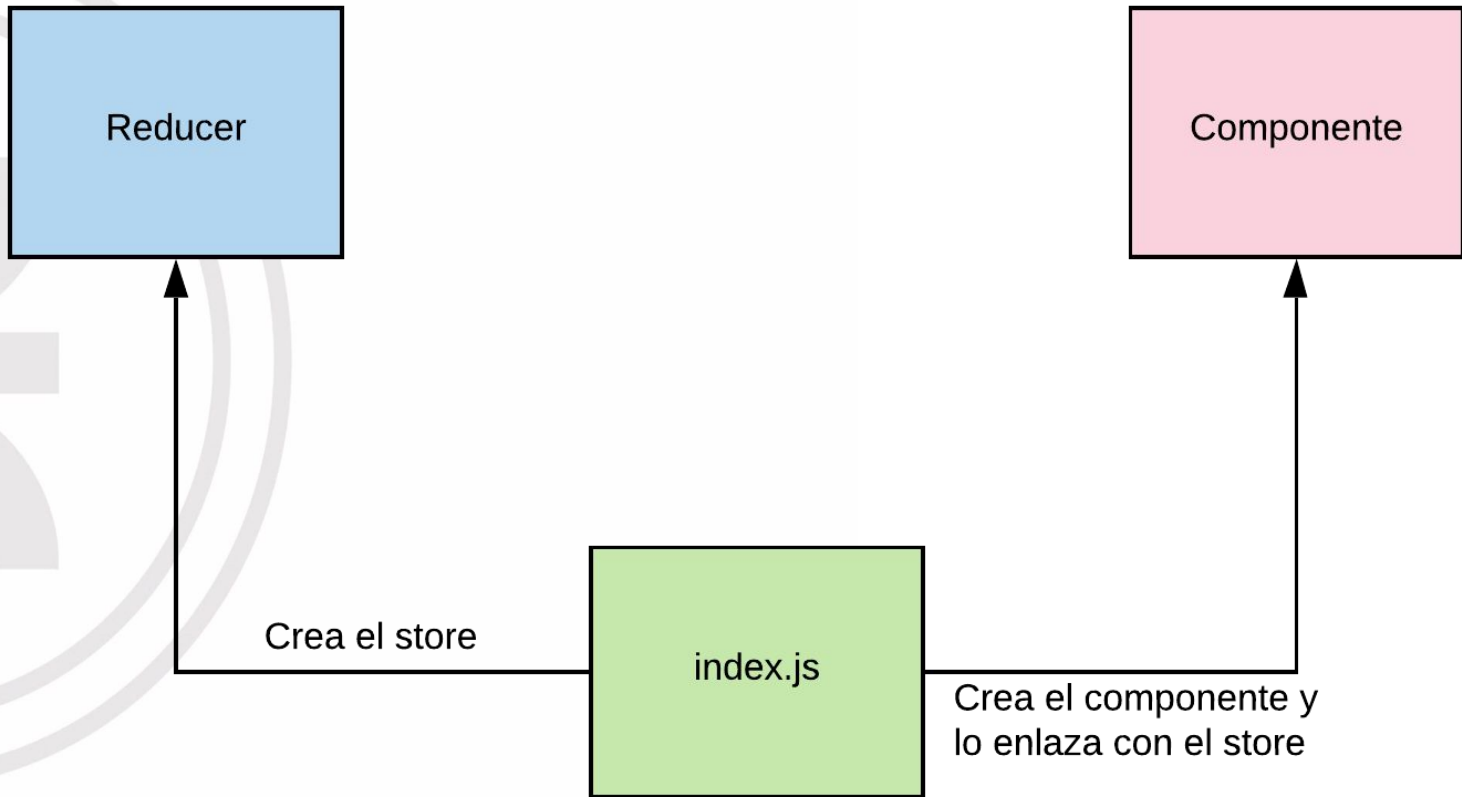 Reducer
Componente
Crea el store
index.js
Crea el componente y
lo enlaza con el store